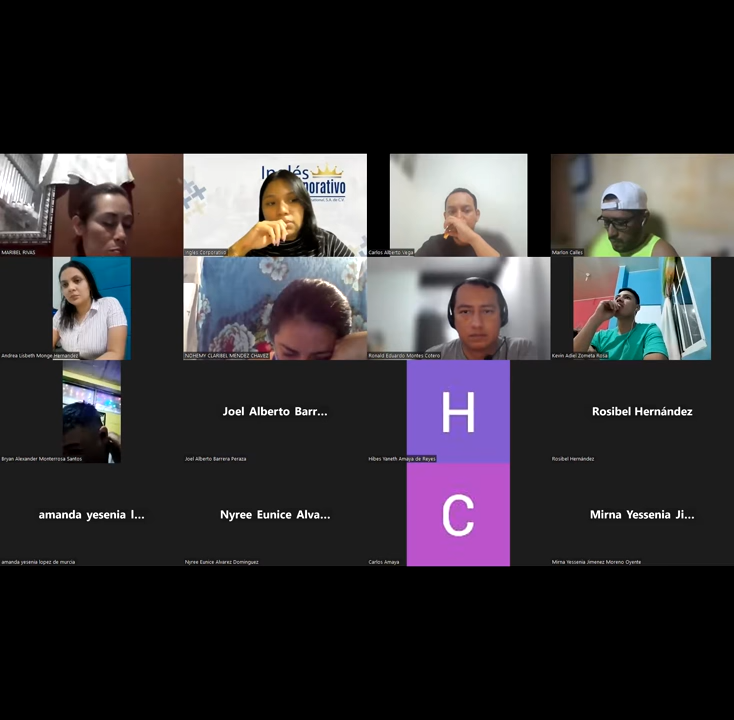 Inglés
porativo
MARIBEL RIVAS
Inglés Corporativo
Carlos Alberto Vega
Marlon Calles
Andrea Lisbeth Monge Hernandez
NOHEMY CLARIBEL MENDEZ CHAVEZ
Ronald Eduardo Montes Cotero
Kevin Adiel Zometa Rosa
Bryan Alexander Monterrosa Santos
Joel Alberto Barr...
Joel Alberto Barrera Peraza
H
Hibes Yaneth Amaya de Reyes
Rosibel Hernández
Rosibel Hernández
amanda yesenia l...
amanda yesenia lopez de murcia
Nyree Eunice Alva...
Nyree Eunice Alvarez Dominguez
C
Carlos Amaya
Mirna Yessenia Ji...
Mirna Yessenia Jimenez Moreno Oyente